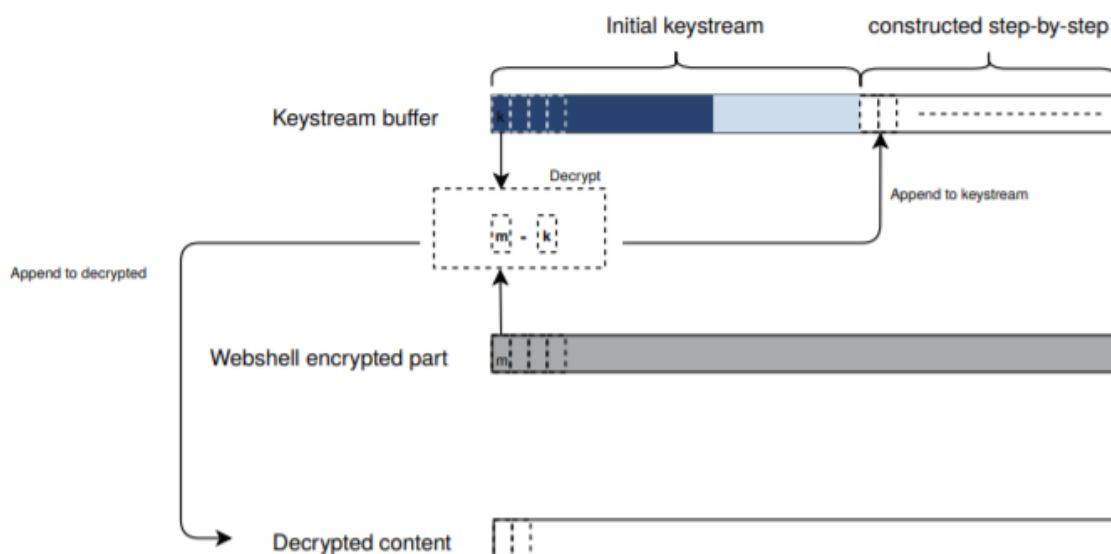 Initial keystream
constructed step-by-step
Keystream buffer
k
Decrypt
Append to keystream
m - k
Append to decrypted
Webshell encrypted part
m
Decrypted content